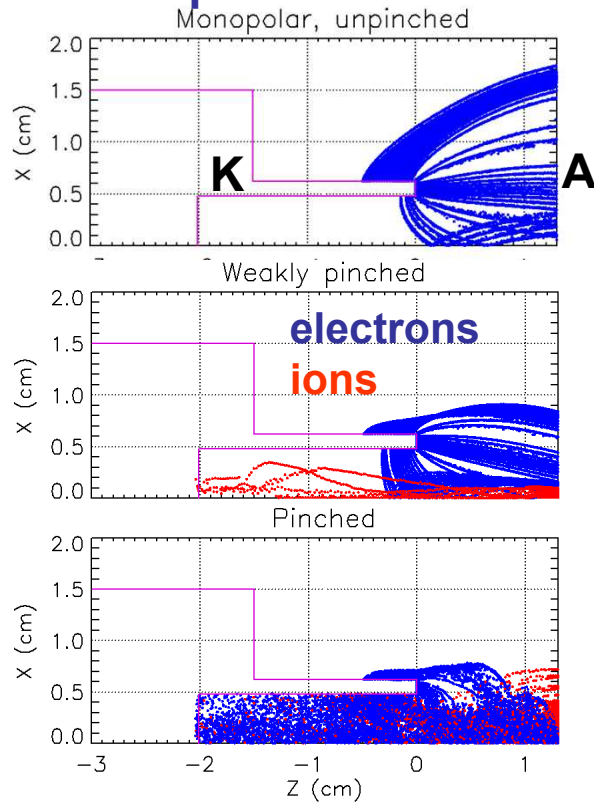 Monopolar, unpinched
2.0
1.5
1.0
0.5
0.0
X (cm)
K
A
Weakly pinched
2.0
1.5
1.0
0.5
0.0
X (cm)
electrons
ions
Pinched
2.0
1.5
1.0
0.5
0.0
X (cm)
-3 -2 -1 0 1
Z (cm)